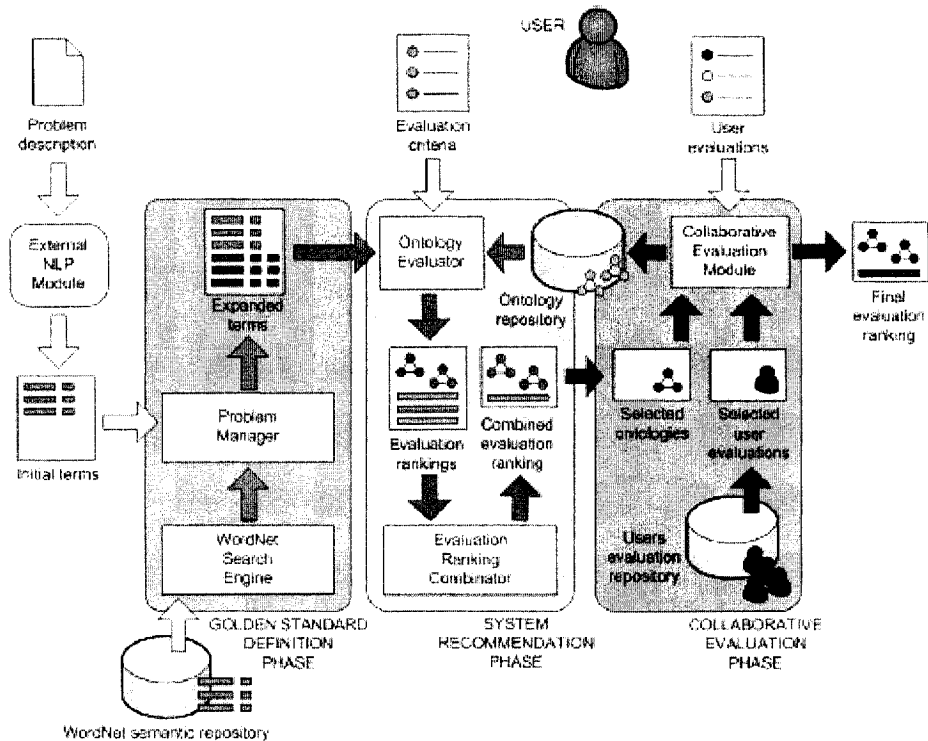 USER
Problem
description
Evaluation
criteria
User
evaluations
External
NLP
Module
Expanded
terms
Ontology
Evaluator
Ontology
repository
Collaborative
Evaluation
Module
Final
evaluation
ranking
Initial terms
Problem
Manager
Evaluation
rankings
Combined
evaluation
ranking
Selected
ontologies
Selected
user
evaluations
WordNet
Search
Engine
Evaluation
Ranking
Combinator
Users
evaluation
repository
GOLDEN STANDARD
DEFINITION
PHASE
SYSTEM
RECOMMENDATION
PHASE
COLLABORATIVE
EVALUATION
PHASE
WordNet semantic repository